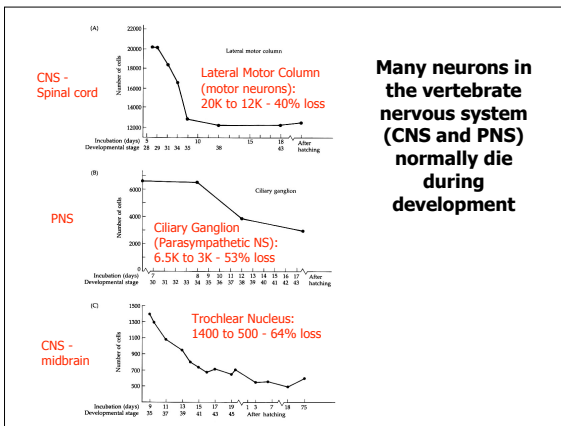 (A)
22000
20000
18000
16000
14000
12000
Number of cells
Lateral motor column
CNS -
Spinal cord
Lateral Motor Column
(motor neurons):
20K to 12K - 40% loss
Incubation (days) 5 10 18 After
Developmental stage 28 29 31 34 35 38 43 hatching
(B)
6000
4000
2000
0
Number of cells
Ciliary ganglion
PNS
Ciliary Ganglion
(Parasympathetic NS):
6.5K to 3K - 53% loss
Incubation (days) 7 8 9 10 11 12 13 14 15 16 17 After
Developmental stage 30 31 33 34 35 36 37 38 39 40 41 42 43 hatching
(C)
1500
1300
1100
900
700
500
Number of cells
CNS -
midbrain
Trochlear Nucleus:
1400 to 500 - 64% loss
Incubation (days) 9 11 13 15 17 19 1 3 7 18 75
Developmental stage 35 37 39 41 43 45 After hatching
Many neurons in
the vertebrate
nervous system
(CNS and PNS)
normally die
during
development